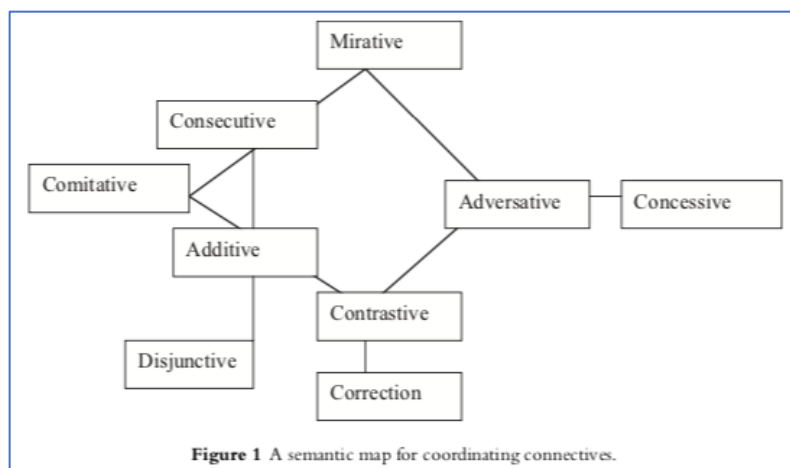 Mirative
Consecutive
Comitative
Adversative
Concessive
Additive
Contrastive
Disjunctive
Correction
Figure 1 A semantic map for coordinating connectives.